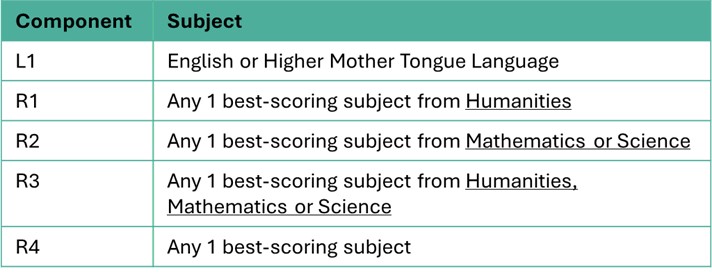 Component Subject
L1 English or Higher Mother Tongue Language
R1 Any 1 best-scoring subject from Humanities
R2 Any 1 best-scoring subject from Mathematics or Science
R3 Any 1 best-scoring subject from Humanities,
Mathematics or Science
R4 Any 1 best-scoring subject